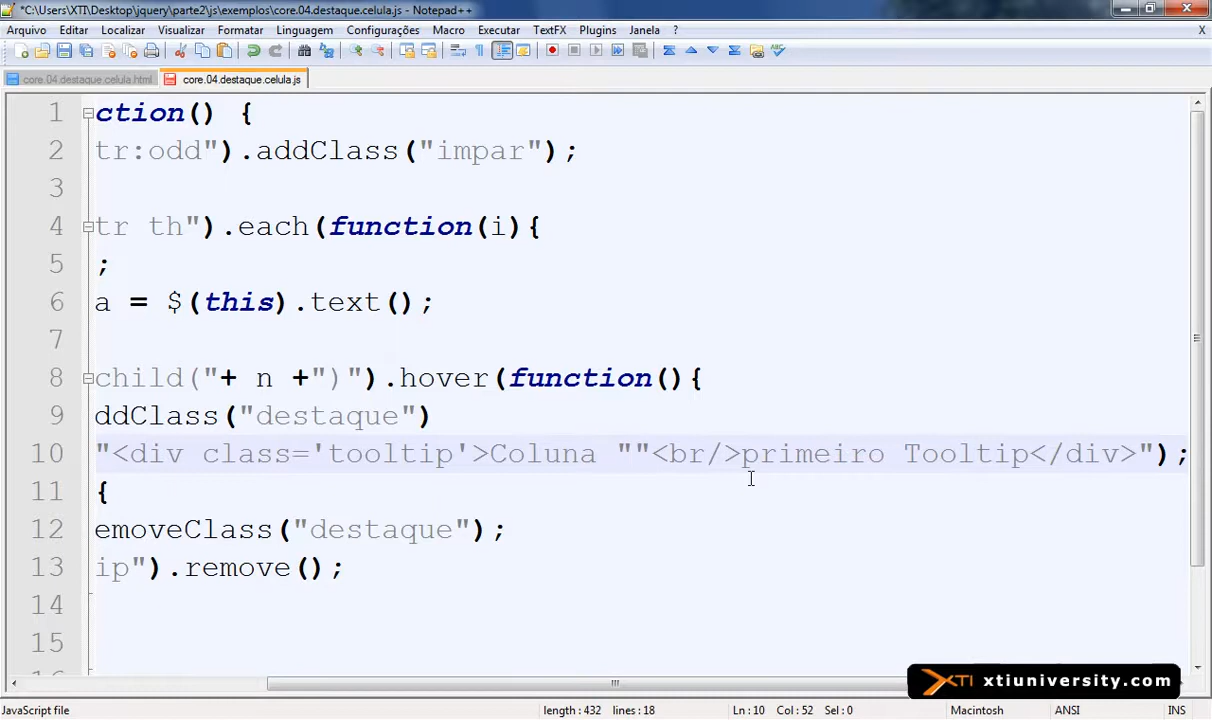 *C:\Users\XTI\Desktop\jquery\parte2\js\exemplos\core.04.destaque.celula.js - Notepad++
Arquivo Editar Localizar Visualizar Formatar Linguagem Configurações Macro Executar TextFX Plugins Janela ? X
core.04.destaque.celula.html core.04.destaque.celula.js
1 ction() {
2 tr:odd").addClass("impar");
3
4 tr th").each(function(i){
5 ;
6 a = $(this).text();
7
8 child("+ n +")").hover(function(){
9 ddClass("destaque")
10 "<div class='tooltip'>Coluna ""<br/>primeiro Tooltip</div>");
11 {
12 emoveClass("destaque");
13 ip").remove();
14
15
XTI xtiuniversity.com
JavaScript file length : 432 lines : 18 Ln : 10 Col : 52 Sel : 0 Macintosh ANSI INS